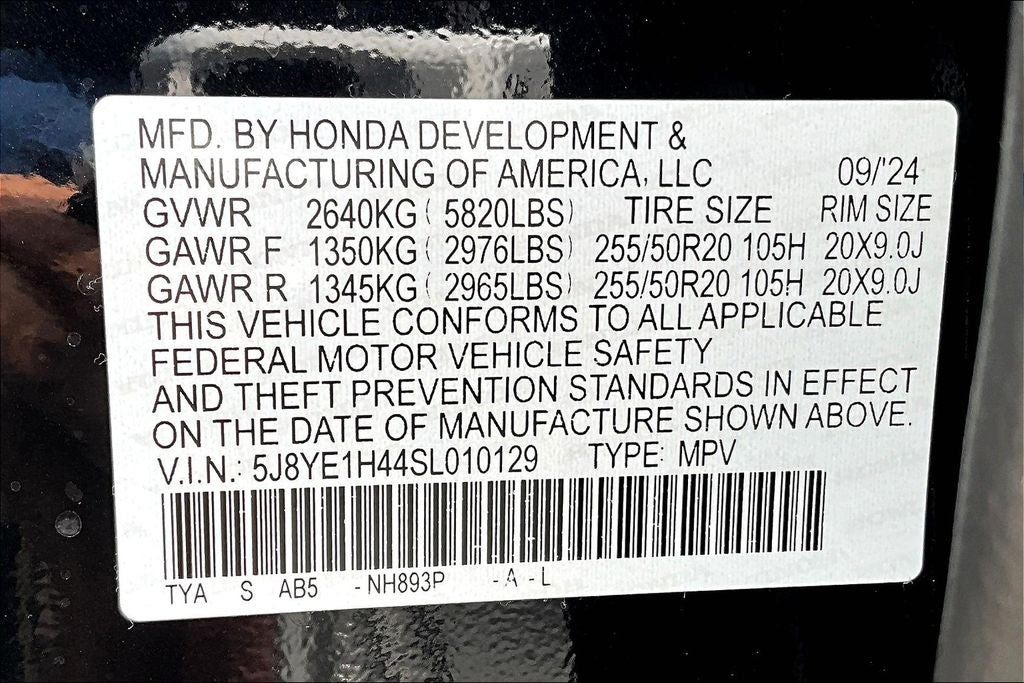 MFD. BY HONDA DEVELOPMENT &
MANUFACTURING OF AMERICA, LLC 09/'24
GVWR 2640KG ( 5820LBS) TIRE SIZE RIM SIZE
GAWR F 1350KG ( 2976LBS) 255/50R20 105H 20X9.0J
GAWR R 1345KG ( 2965LBS) 255/50R20 105H 20X9.0J
THIS VEHICLE CONFORMS TO ALL APPLICABLE
FEDERAL MOTOR VEHICLE SAFETY
AND THEFT PREVENTION STANDARDS IN EFFECT
ON THE DATE OF MANUFACTURE SHOWN ABOVE.
V.I.N.: 5J8YE1H44SL010129 TYPE: MPV
TYA S AB5 -NH893P -A -L